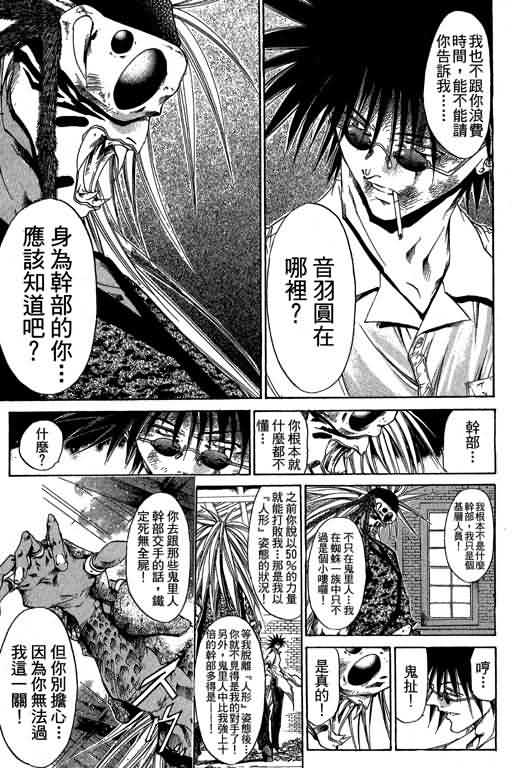 我也不跟你浪費
時間，能不能請
你告訴我……
音羽圓在
哪裡？
身為幹部的你…
應該知道吧？
幹部…
你根本就
什麼都不
懂…
什麼？
我根本不是什麼
幹部，我只是個
基層人員！
不只在鬼里人…我
在蜘蛛一族中只不
過是個小嘍囉！
之前你說以50％的力量
就能打敗我…那是我以
『人形』姿態的狀況！
你去跟那些鬼里人
幹部交手的話，鐵
定死無全屍！
哼…
鬼扯！
是真的！
等我脫離『人形』姿態後…
你就不見得是我的對手了！
另外，鬼里人中比我強上十
倍的幹部多得是──！
但你別擔心…
因為你無法過
我這一關！